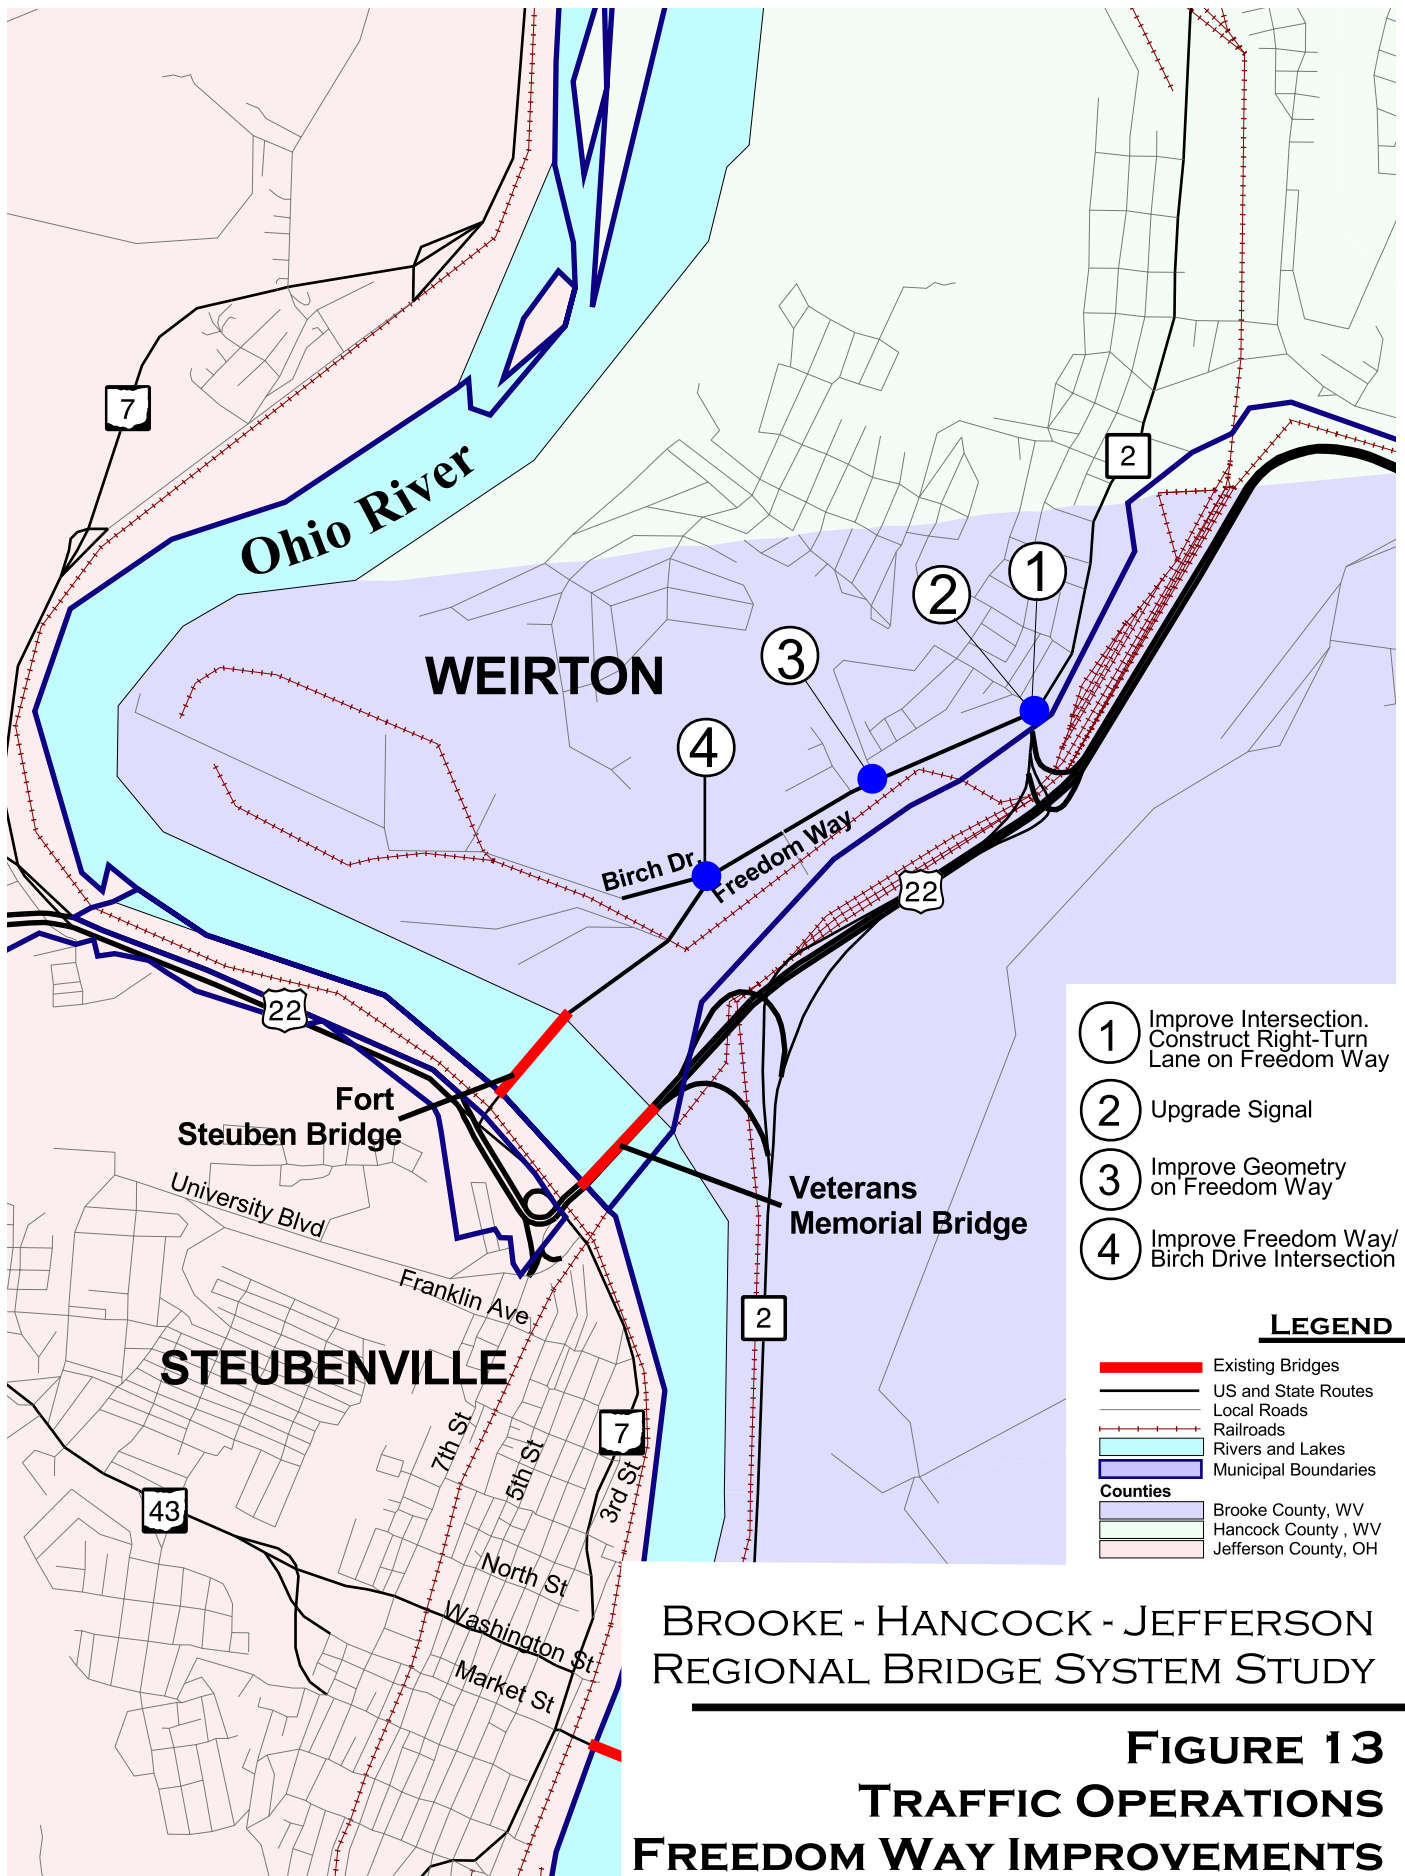 7
2
Ohio River
1
2
3
WEIRTON
4
Birch Dr.
Freedom Way
22
22
Fort
Steuben Bridge
Veterans
Memorial Bridge
University Blvd
Franklin Ave
STEUBENVILLE
2
7
7th St
5th St
3rd St
43
North St
Washington St
Market St
1 Improve Intersection.
Construct Right-Turn
Lane on Freedom Way
2 Upgrade Signal
3 Improve Geometry
on Freedom Way
4 Improve Freedom Way/
Birch Drive Intersection
LEGEND
Existing Bridges
US and State Routes
Local Roads
Railroads
Rivers and Lakes
Municipal Boundaries
Counties
Brooke County, WV
Hancock County , WV
Jefferson County, OH
BROOKE - HANCOCK - JEFFERSON
REGIONAL BRIDGE SYSTEM STUDY
FIGURE 13
TRAFFIC OPERATIONS
FREEDOM WAY IMPROVEMENTS